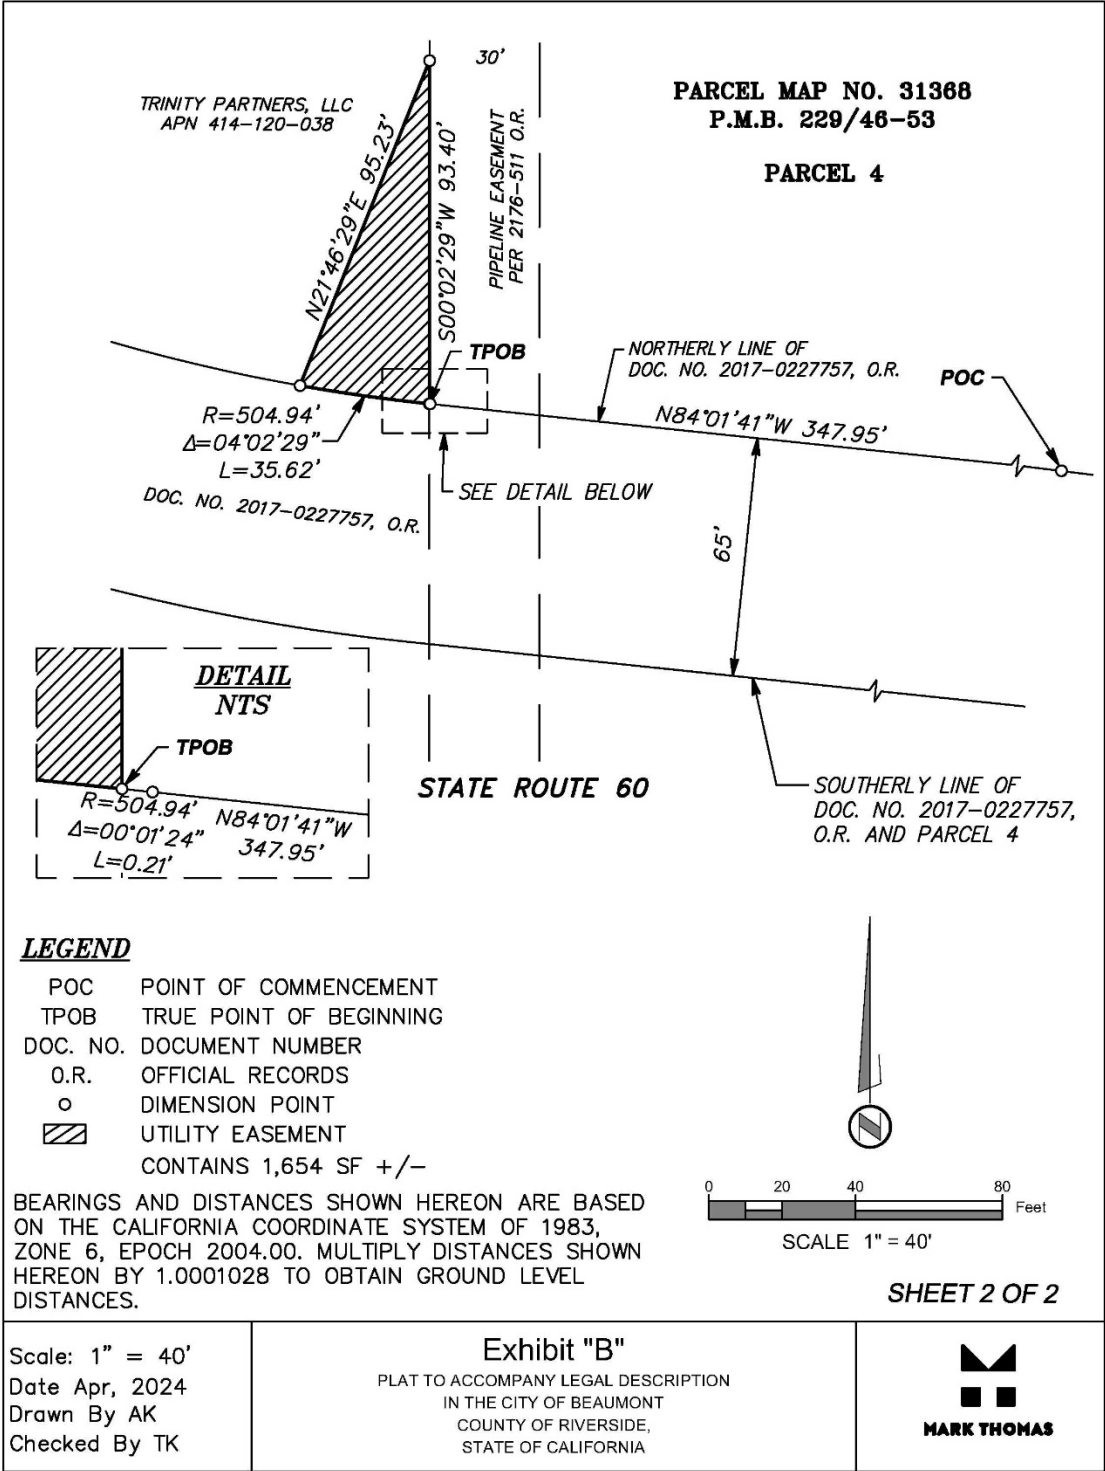 30'
TRINITY PARTNERS, LLC
APN 414-120-038
PARCEL MAP NO. 31368
P.M.B. 229/46-53
PARCEL 4
N21°46'29"E 95.23'
S00°02'29"W 93.40'
PIPELINE EASEMENT
PER 2176-511 O.R.
TPOB
NORTHERLY LINE OF
DOC. NO. 2017-0227757, O.R.
POC
N84°01'41"W 347.95'
R=504.94'
Δ=04°02'29"
L=35.62'
DOC. NO. 2017-0227757, O.R.
SEE DETAIL BELOW
65'
DETAIL
NTS
TPOB
R=504.94'
Δ=00°01'24"
L=0.21'
N84°01'41"W
347.95'
STATE ROUTE 60
SOUTHERLY LINE OF
DOC. NO. 2017-0227757,
O.R. AND PARCEL 4
LEGEND
POC POINT OF COMMENCEMENT
TPOB TRUE POINT OF BEGINNING
DOC. NO. DOCUMENT NUMBER
O.R. OFFICIAL RECORDS
DIMENSION POINT
UTILITY EASEMENT
CONTAINS 1,654 SF +/-
BEARINGS AND DISTANCES SHOWN HEREON ARE BASED
ON THE CALIFORNIA COORDINATE SYSTEM OF 1983,
ZONE 6, EPOCH 2004.00. MULTIPLY DISTANCES SHOWN
HEREON BY 1.0001028 TO OBTAIN GROUND LEVEL
DISTANCES.
N
0 20 40 80 Feet
SCALE 1" = 40'
SHEET 2 OF 2
Scale: 1" = 40'
Date Apr, 2024
Drawn By AK
Checked By TK
Exhibit "B"
PLAT TO ACCOMPANY LEGAL DESCRIPTION
IN THE CITY OF BEAUMONT
COUNTY OF RIVERSIDE,
STATE OF CALIFORNIA
MARK THOMAS